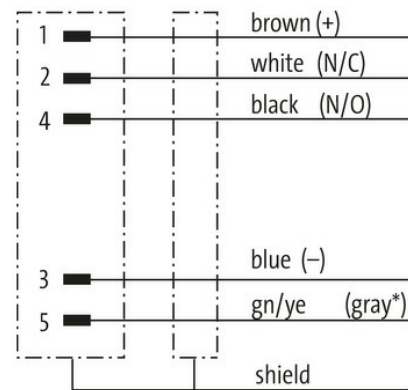 1 brown (+)
2 white (N/C)
4 black (N/O)
3 blue (–)
5 gn/ye (gray*)
shield